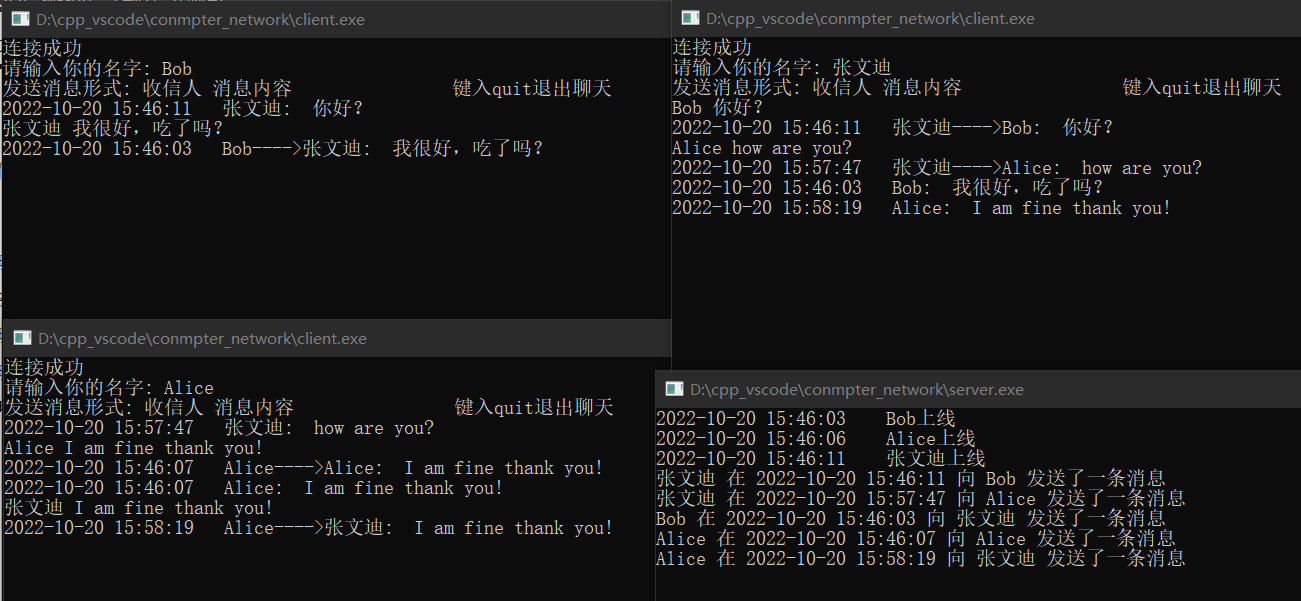 D:\cpp_vscode\conmpter_network\client.exe
连接成功
请输入你的名字: Bob
发送消息形式: 收信人 消息内容 键入quit退出聊天
2022-10-20 15:46:11 张文迪: 你好?
张文迪 我很好，吃了吗?
2022-10-20 15:46:03 Bob---->张文迪: 我很好，吃了吗?
D:\cpp_vscode\conmpter_network\client.exe
连接成功
请输入你的名字: 张文迪
发送消息形式: 收信人 消息内容 键入quit退出聊天
Bob 你好?
2022-10-20 15:46:11 张文迪---->Bob: 你好?
Alice how are you?
2022-10-20 15:57:47 张文迪---->Alice: how are you?
2022-10-20 15:46:03 Bob: 我很好，吃了吗?
2022-10-20 15:58:19 Alice: I am fine thank you!
D:\cpp_vscode\conmpter_network\client.exe
连接成功
请输入你的名字: Alice
发送消息形式: 收信人 消息内容 键入quit退出聊天
2022-10-20 15:57:47 张文迪: how are you?
Alice I am fine thank you!
2022-10-20 15:46:07 Alice---->Alice: I am fine thank you!
2022-10-20 15:46:07 Alice: I am fine thank you!
张文迪 I am fine thank you!
2022-10-20 15:58:19 Alice---->张文迪: I am fine thank you!
D:\cpp_vscode\conmpter_network\server.exe
2022-10-20 15:46:03 Bob上线
2022-10-20 15:46:06 Alice上线
2022-10-20 15:46:11 张文迪上线
张文迪 在 2022-10-20 15:46:11 向 Bob 发送了一条消息
张文迪 在 2022-10-20 15:57:47 向 Alice 发送了一条消息
Bob 在 2022-10-20 15:46:03 向 张文迪 发送了一条消息
Alice 在 2022-10-20 15:46:07 向 Alice 发送了一条消息
Alice 在 2022-10-20 15:58:19 向 张文迪 发送了一条消息